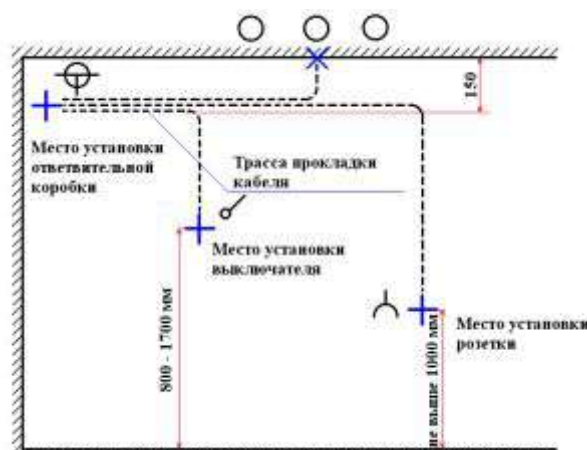 150
Место установки
ответвительной
коробки
Трасса прокладки
кабеля
Место установки
выключателя
800 - 1700 мм
не выше 1000 мм
Место установки
розетки